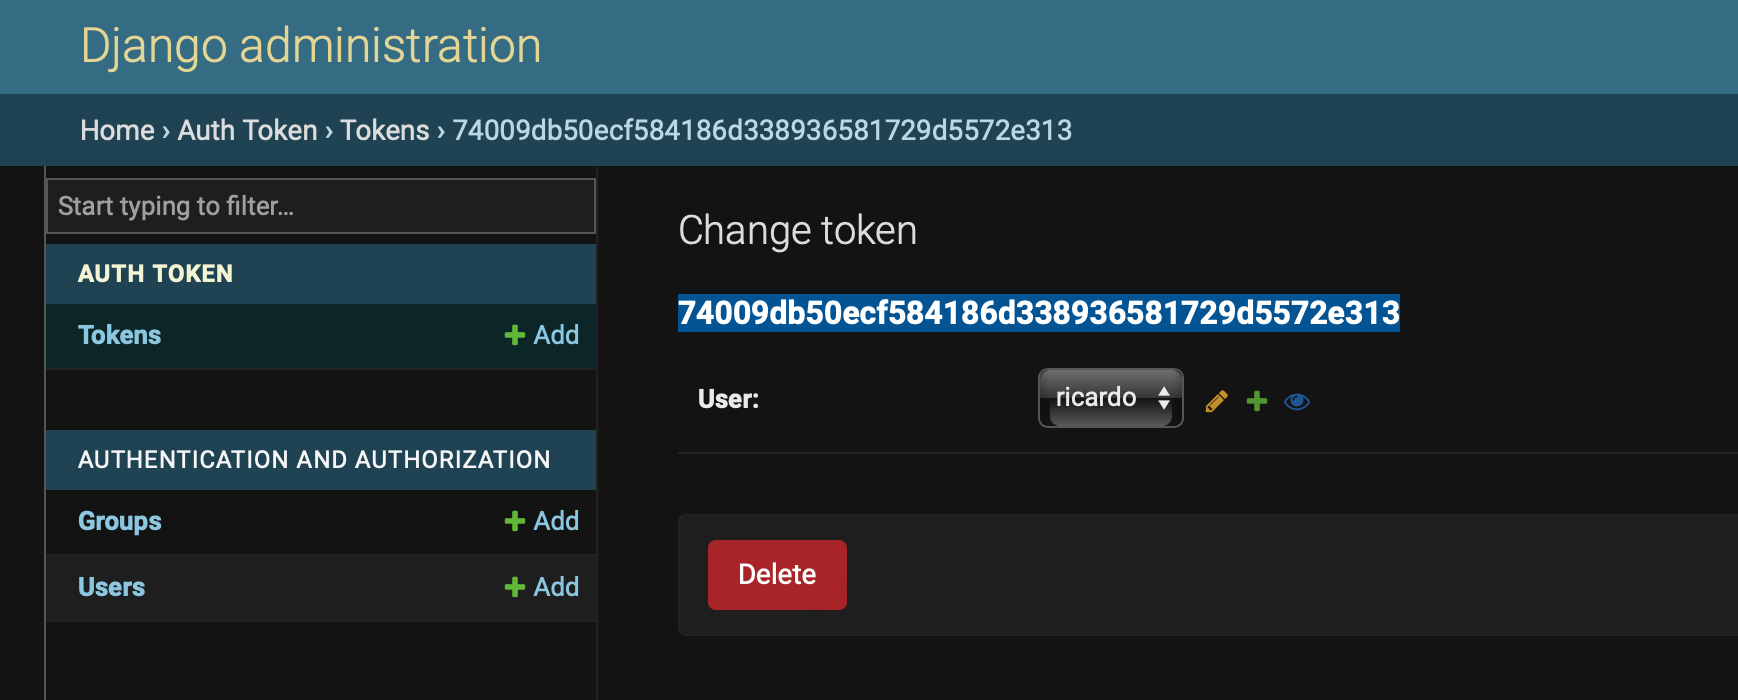 Django administration
Home › Auth Token › Tokens › 74009db50ecf584186d338936581729d5572e313
Start typing to filter...
AUTH TOKEN
Tokens + Add
AUTHENTICATION AND AUTHORIZATION
Groups + Add
Users + Add
Change token
74009db50ecf584186d338936581729d5572e313
User: ricardo
Delete